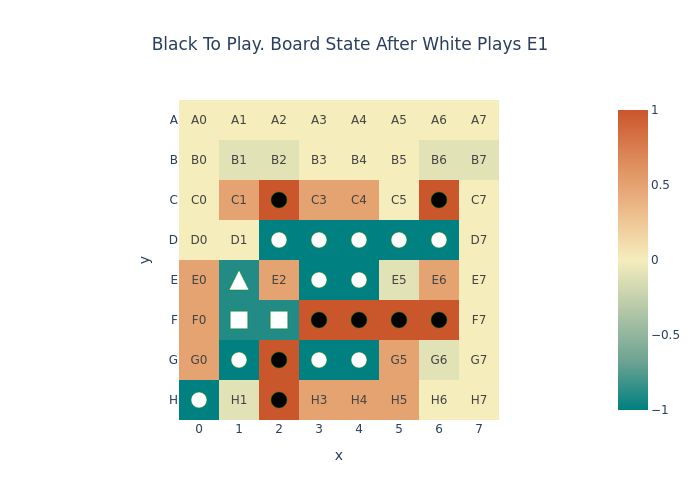 Black To Play. Board State After White Plays E1
A A0 A1 A2 A3 A4 A5 A6 A7
B B0 B1 B2 B3 B4 B5 B6 B7
C C0 C1 C3 C4 C5 C7
D D0 D1 D7
E E0 E2 E5 E6 E7
F F0 F7
G G0 G5 G6 G7
H H1 H3 H4 H5 H6 H7
0 1 2 3 4 5 6 7
x
y
1
0.5
0
−0.5
−1